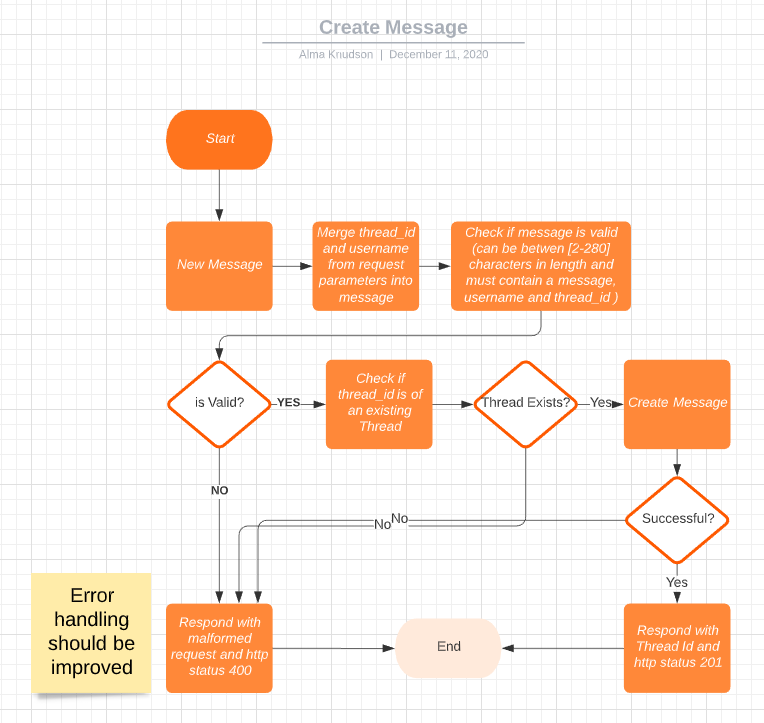 Create Message
Alma Knudson | December 11, 2020
Start
New Message
Merge thread_id
and username
from request
parameters into
message
Check if message is valid
(can be betwen [2-280]
characters in length and
must contain a message,
username and thread_id )
is Valid?
YES
Check if
thread_id is of
an existing
Thread
Thread Exists?
Yes
Create Message
NO
No
No
Successful?
Yes
Error
handling
should be
improved
Respond with
malformed
request and http
status 400
End
Respond with
Thread Id and
http status 201